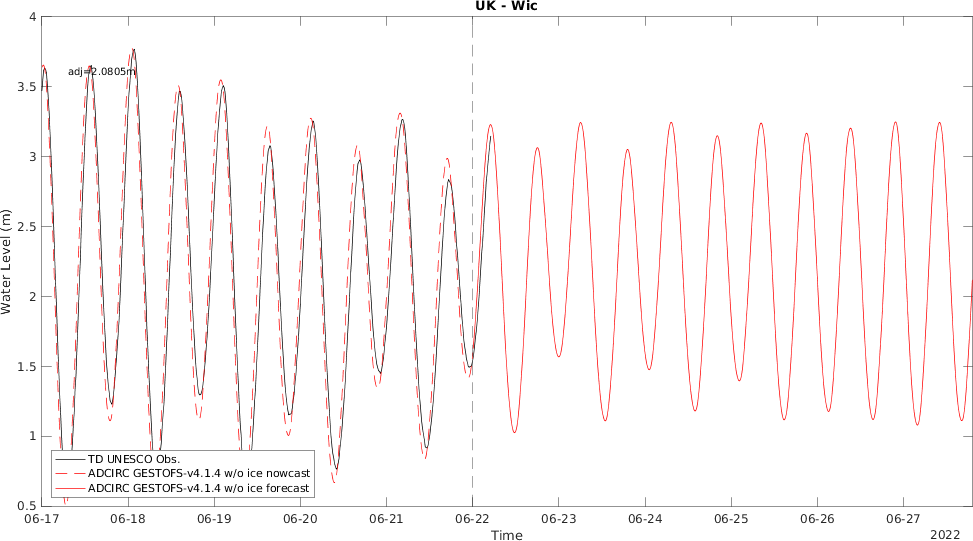 UK - Wic
4
3.5
3
2.5
2
1.5
1
0.5
Water Level (m)
adj=2.0805m
TD UNESCO Obs.
ADCIRC GESTOFS-v4.1.4 w/o ice nowcast
ADCIRC GESTOFS-v4.1.4 w/o ice forecast
06-17 06-18 06-19 06-20 06-21 06-22 06-23 06-24 06-25 06-26 06-27
Time
2022